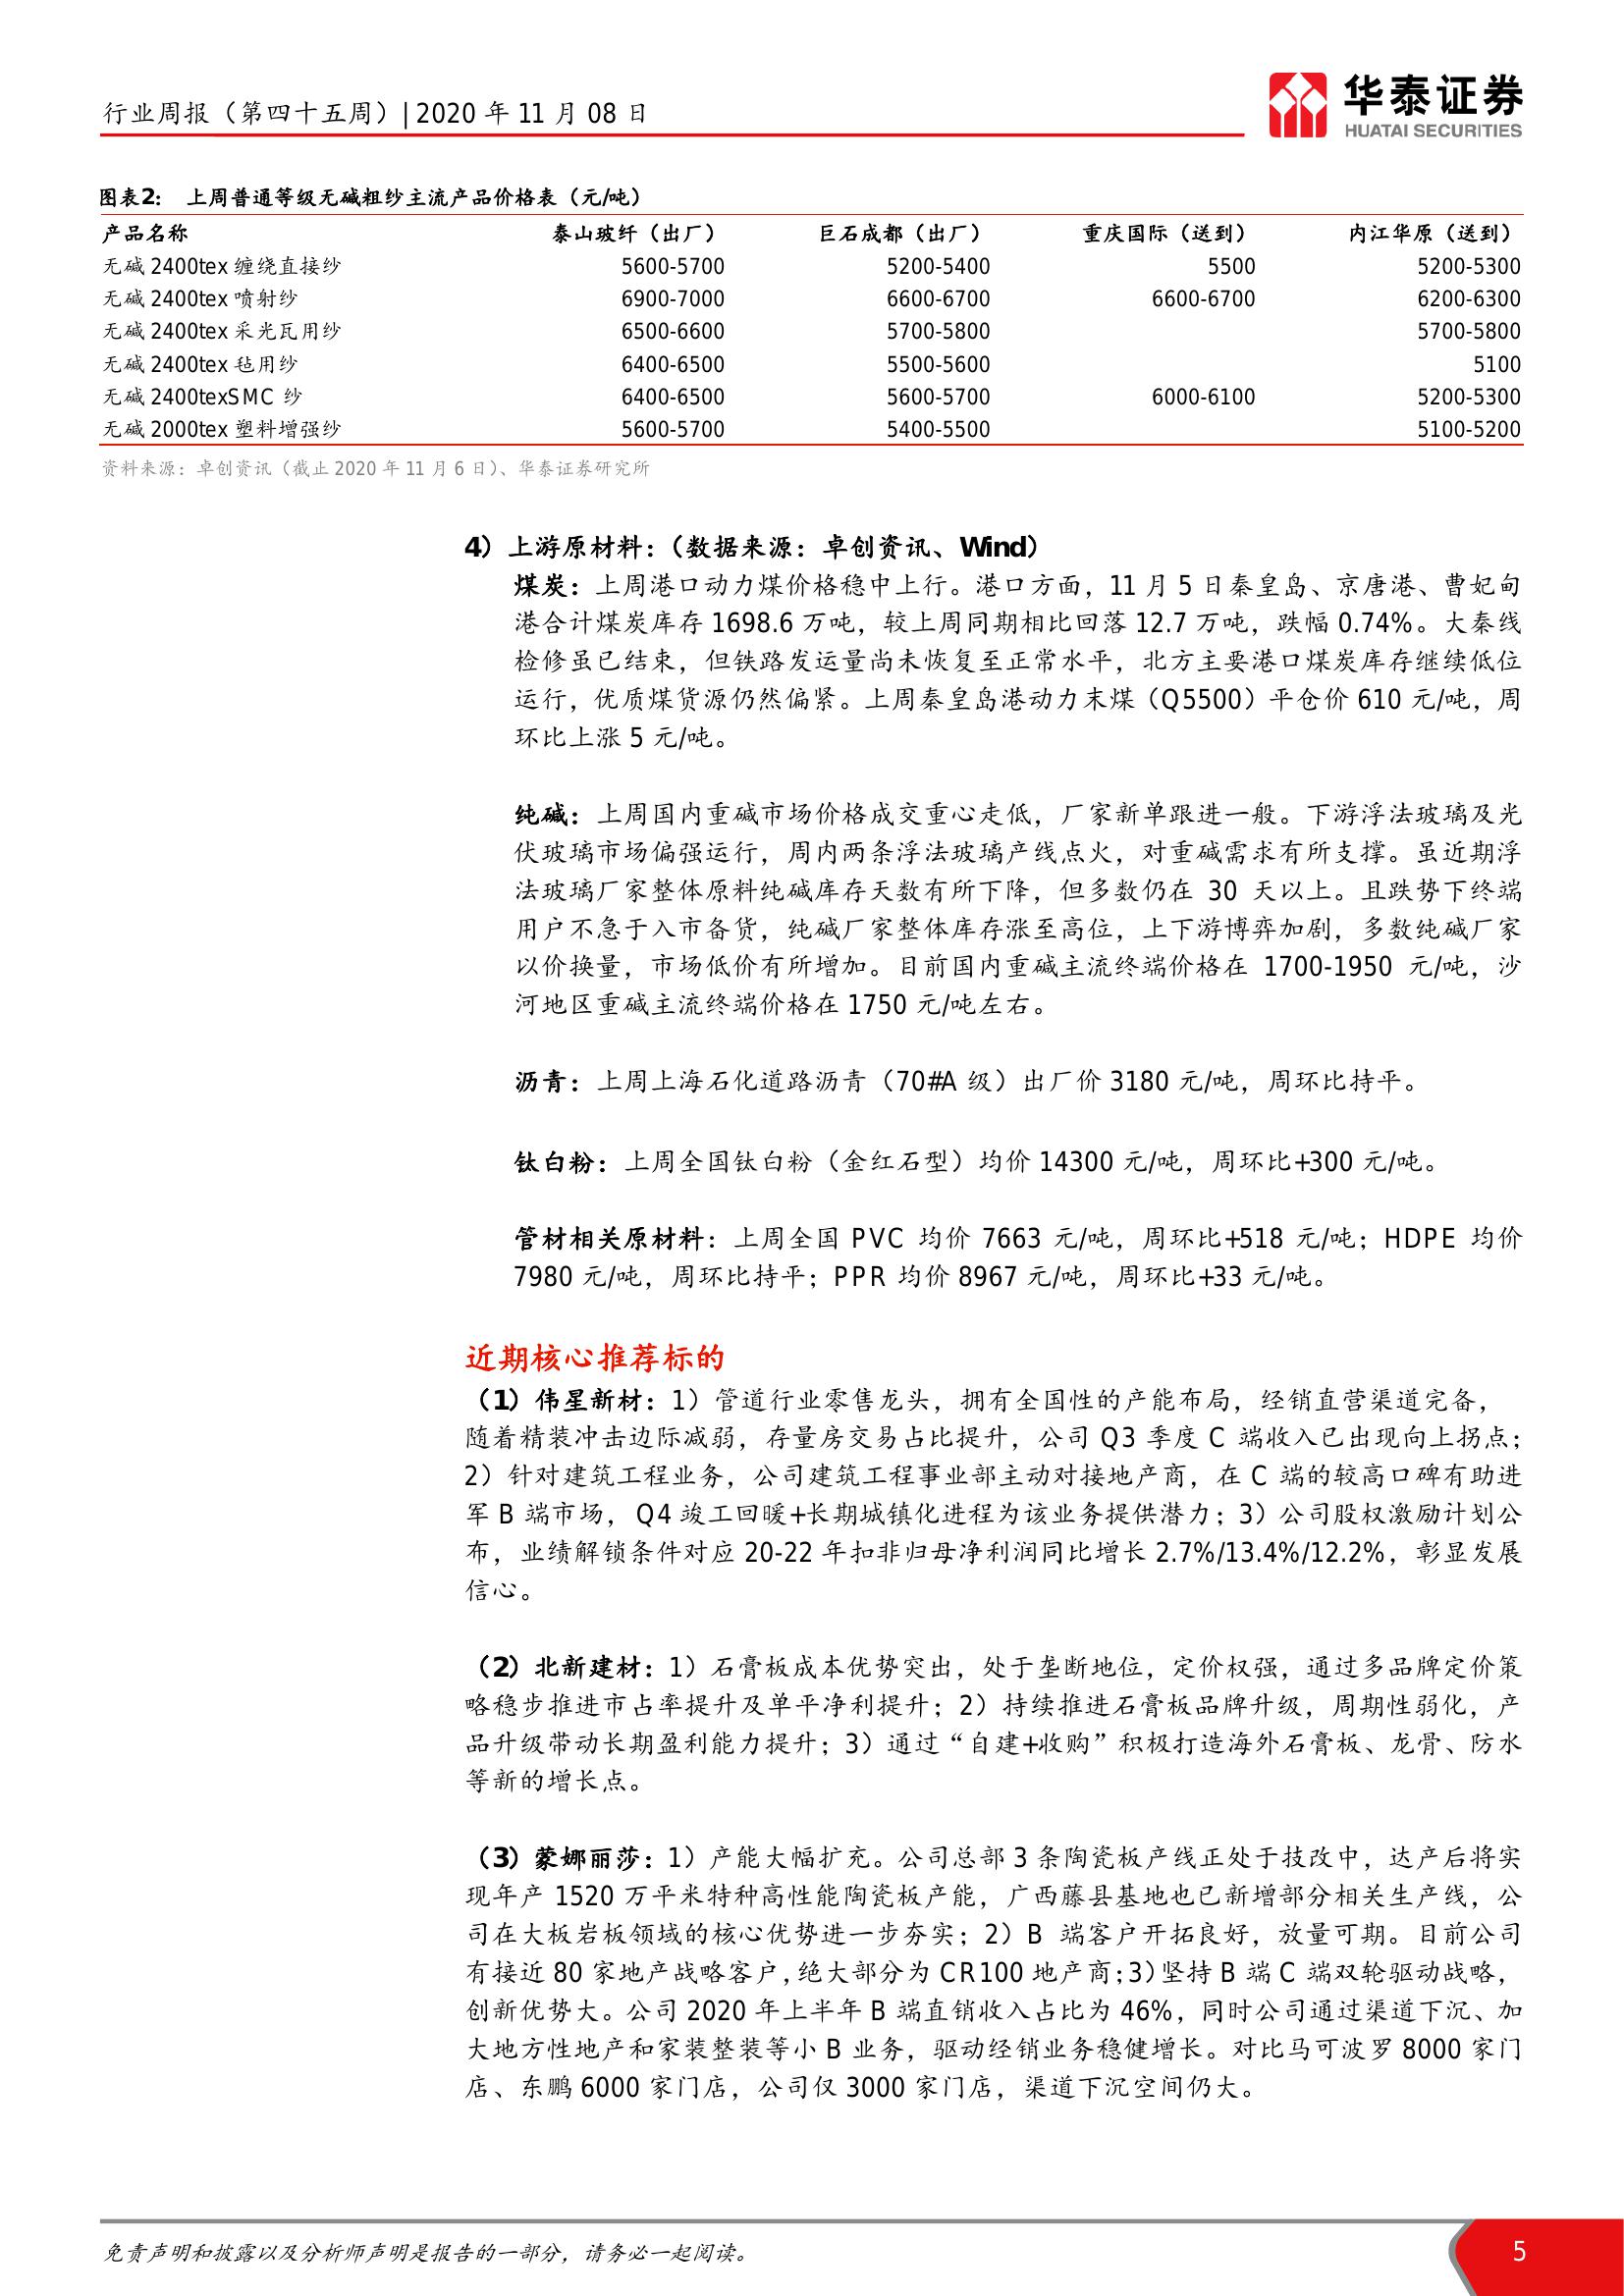 行业周报（第四十五周）|2020 年 11 月 08 日
华泰证券
HUATAI SECURITIES
图表2： 上周普通等级无碱粗纱主流产品价格表（元/吨）
产品名称 泰山玻纤（出厂） 巨石成都（出厂） 重庆国际（送到） 内江华原（送到）
无碱 2400tex 缠绕直接纱 5600-5700 5200-5400 5500 5200-5300
无碱 2400tex 喷射纱 6900-7000 6600-6700 6600-6700 6200-6300
无碱 2400tex 采光瓦用纱 6500-6600 5700-5800 5700-5800
无碱 2400tex 毡用纱 6400-6500 5500-5600 5100
无碱 2400texSMC 纱 6400-6500 5600-5700 6000-6100 5200-5300
无碱 2000tex 塑料增强纱 5600-5700 5400-5500 5100-5200
资料来源：卓创资讯（截止 2020 年 11 月 6 日）、华泰证券研究所
4）上游原材料：（数据来源：卓创资讯、Wind）
煤炭：上周港口动力煤价格稳中上行。港口方面，11 月 5 日秦皇岛、京唐港、曹妃甸
港合计煤炭库存 1698.6 万吨，较上周同期相比回落 12.7 万吨，跌幅 0.74%。大秦线
检修虽已结束，但铁路发运量尚未恢复至正常水平，北方主要港口煤炭库存继续低位
运行，优质煤货源仍然偏紧。上周秦皇岛港动力末煤（Q5500）平仓价 610 元/吨，周
环比上涨 5 元/吨。
纯碱：上周国内重碱市场价格成交重心走低，厂家新单跟进一般。下游浮法玻璃及光
伏玻璃市场偏强运行，周内两条浮法玻璃产线点火，对重碱需求有所支撑。虽近期浮
法玻璃厂家整体原料纯碱库存天数有所下降，但多数仍在 30 天以上。且跌势下终端
用户不急于入市备货，纯碱厂家整体库存涨至高位，上下游博弈加剧，多数纯碱厂家
以价换量，市场低价有所增加。目前国内重碱主流终端价格在 1700-1950 元/吨，沙
河地区重碱主流终端价格在 1750 元/吨左右。
沥青：上周上海石化道路沥青（70#A 级）出厂价 3180 元/吨，周环比持平。
钛白粉：上周全国钛白粉（金红石型）均价 14300 元/吨，周环比+300 元/吨。
管材相关原材料：上周全国 PVC 均价 7663 元/吨，周环比+518 元/吨；HDPE 均价
7980 元/吨，周环比持平；PPR 均价 8967 元/吨，周环比+33 元/吨。
近期核心推荐标的
（1）伟星新材：1）管道行业零售龙头，拥有全国性的产能布局，经销直营渠道完备，
随着精装冲击边际减弱，存量房交易占比提升，公司 Q3 季度 C 端收入已出现向上拐点；
2）针对建筑工程业务，公司建筑工程事业部主动对接地产商，在 C 端的较高口碑有助进
军 B 端市场，Q4 竣工回暖+长期城镇化进程为该业务提供潜力；3）公司股权激励计划公
布，业绩解锁条件对应 20-22 年扣非归母净利润同比增长 2.7%/13.4%/12.2%，彰显发展
信心。
（2）北新建材：1）石膏板成本优势突出，处于垄断地位，定价权强，通过多品牌定价策
略稳步推进市占率提升及单平净利提升；2）持续推进石膏板品牌升级，周期性弱化，产
品升级带动长期盈利能力提升；3）通过“自建+收购”积极打造海外石膏板、龙骨、防水
等新的增长点。
（3）蒙娜丽莎：1）产能大幅扩充。公司总部 3 条陶瓷板产线正处于技改中，达产后将实
现年产 1520 万平米特种高性能陶瓷板产能，广西藤县基地也已新增部分相关生产线，公
司在大板岩板领域的核心优势进一步夯实；2）B 端客户开拓良好，放量可期。目前公司
有接近 80 家地产战略客户，绝大部分为 CR100 地产商；3）坚持 B 端 C 端双轮驱动战略，
创新优势大。公司 2020 年上半年 B 端直销收入占比为 46%，同时公司通过渠道下沉、加
大地方性地产和家装整装等小 B 业务，驱动经销业务稳健增长。对比马可波罗 8000 家门
店、东鹏 6000 家门店，公司仅 3000 家门店，渠道下沉空间仍大。
免责声明和披露以及分析师声明是报告的一部分，请务必一起阅读。
5